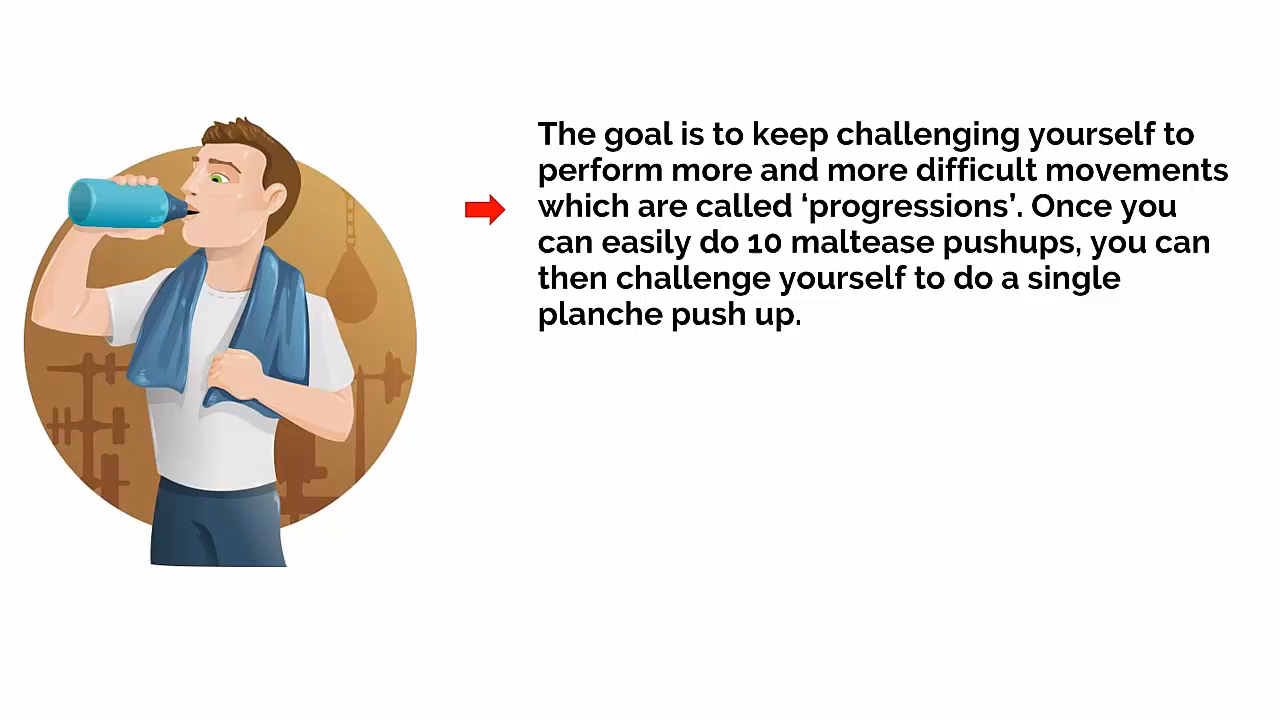 The goal is to keep challenging yourself to
perform more and more difficult movements
which are called ‘progressions’. Once you
can easily do 10 maltease pushups, you can
then challenge yourself to do a single
planche push up.